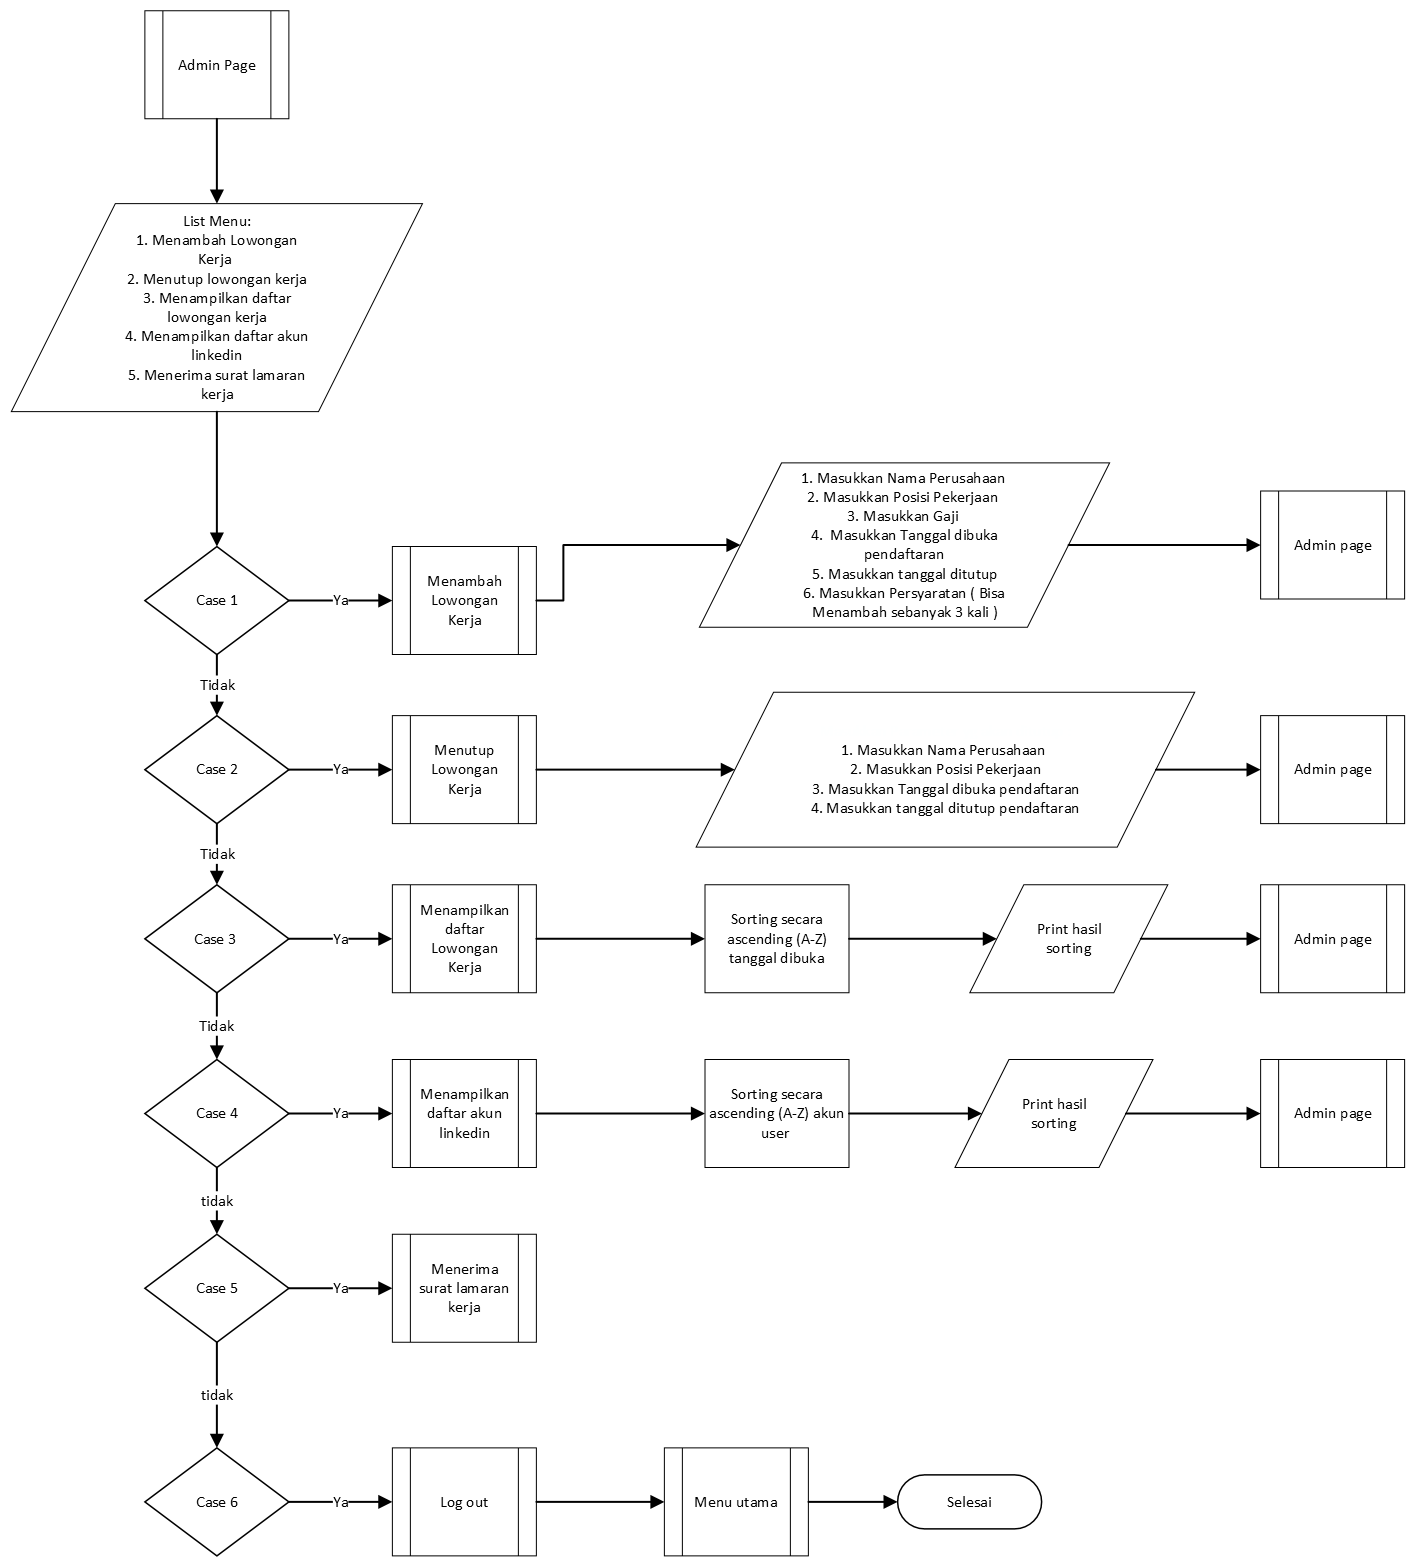 Admin Page
List Menu:
1. Menambah Lowongan
Kerja
2. Menutup lowongan kerja
3. Menampilkan daftar
lowongan kerja
4. Menampilkan daftar akun
linkedin
5. Menerima surat lamaran
kerja
Case 1
Ya
Menambah
Lowongan
Kerja
1. Masukkan Nama Perusahaan
2. Masukkan Posisi Pekerjaan
3. Masukkan Gaji
4. Masukkan Tanggal dibuka
pendaftaran
5. Masukkan tanggal ditutup
6. Masukkan Persyaratan ( Bisa
Menambah sebanyak 3 kali )
Admin page
Tidak
Case 2
Ya
Menutup
Lowongan
Kerja
1. Masukkan Nama Perusahaan
2. Masukkan Posisi Pekerjaan
3. Masukkan Tanggal dibuka pendaftaran
4. Masukkan tanggal ditutup pendaftaran
Admin page
Tidak
Case 3
Ya
Menampilkan
daftar
Lowongan
Kerja
Sorting secara
ascending (A-Z)
tanggal dibuka
Print hasil
sorting
Admin page
Tidak
Case 4
Ya
Menampilkan
daftar akun
linkedin
Sorting secara
ascending (A-Z) akun
user
Print hasil
sorting
Admin page
tidak
Case 5
Ya
Menerima
surat lamaran
kerja
tidak
Case 6
Ya
Log out
Menu utama
Selesai